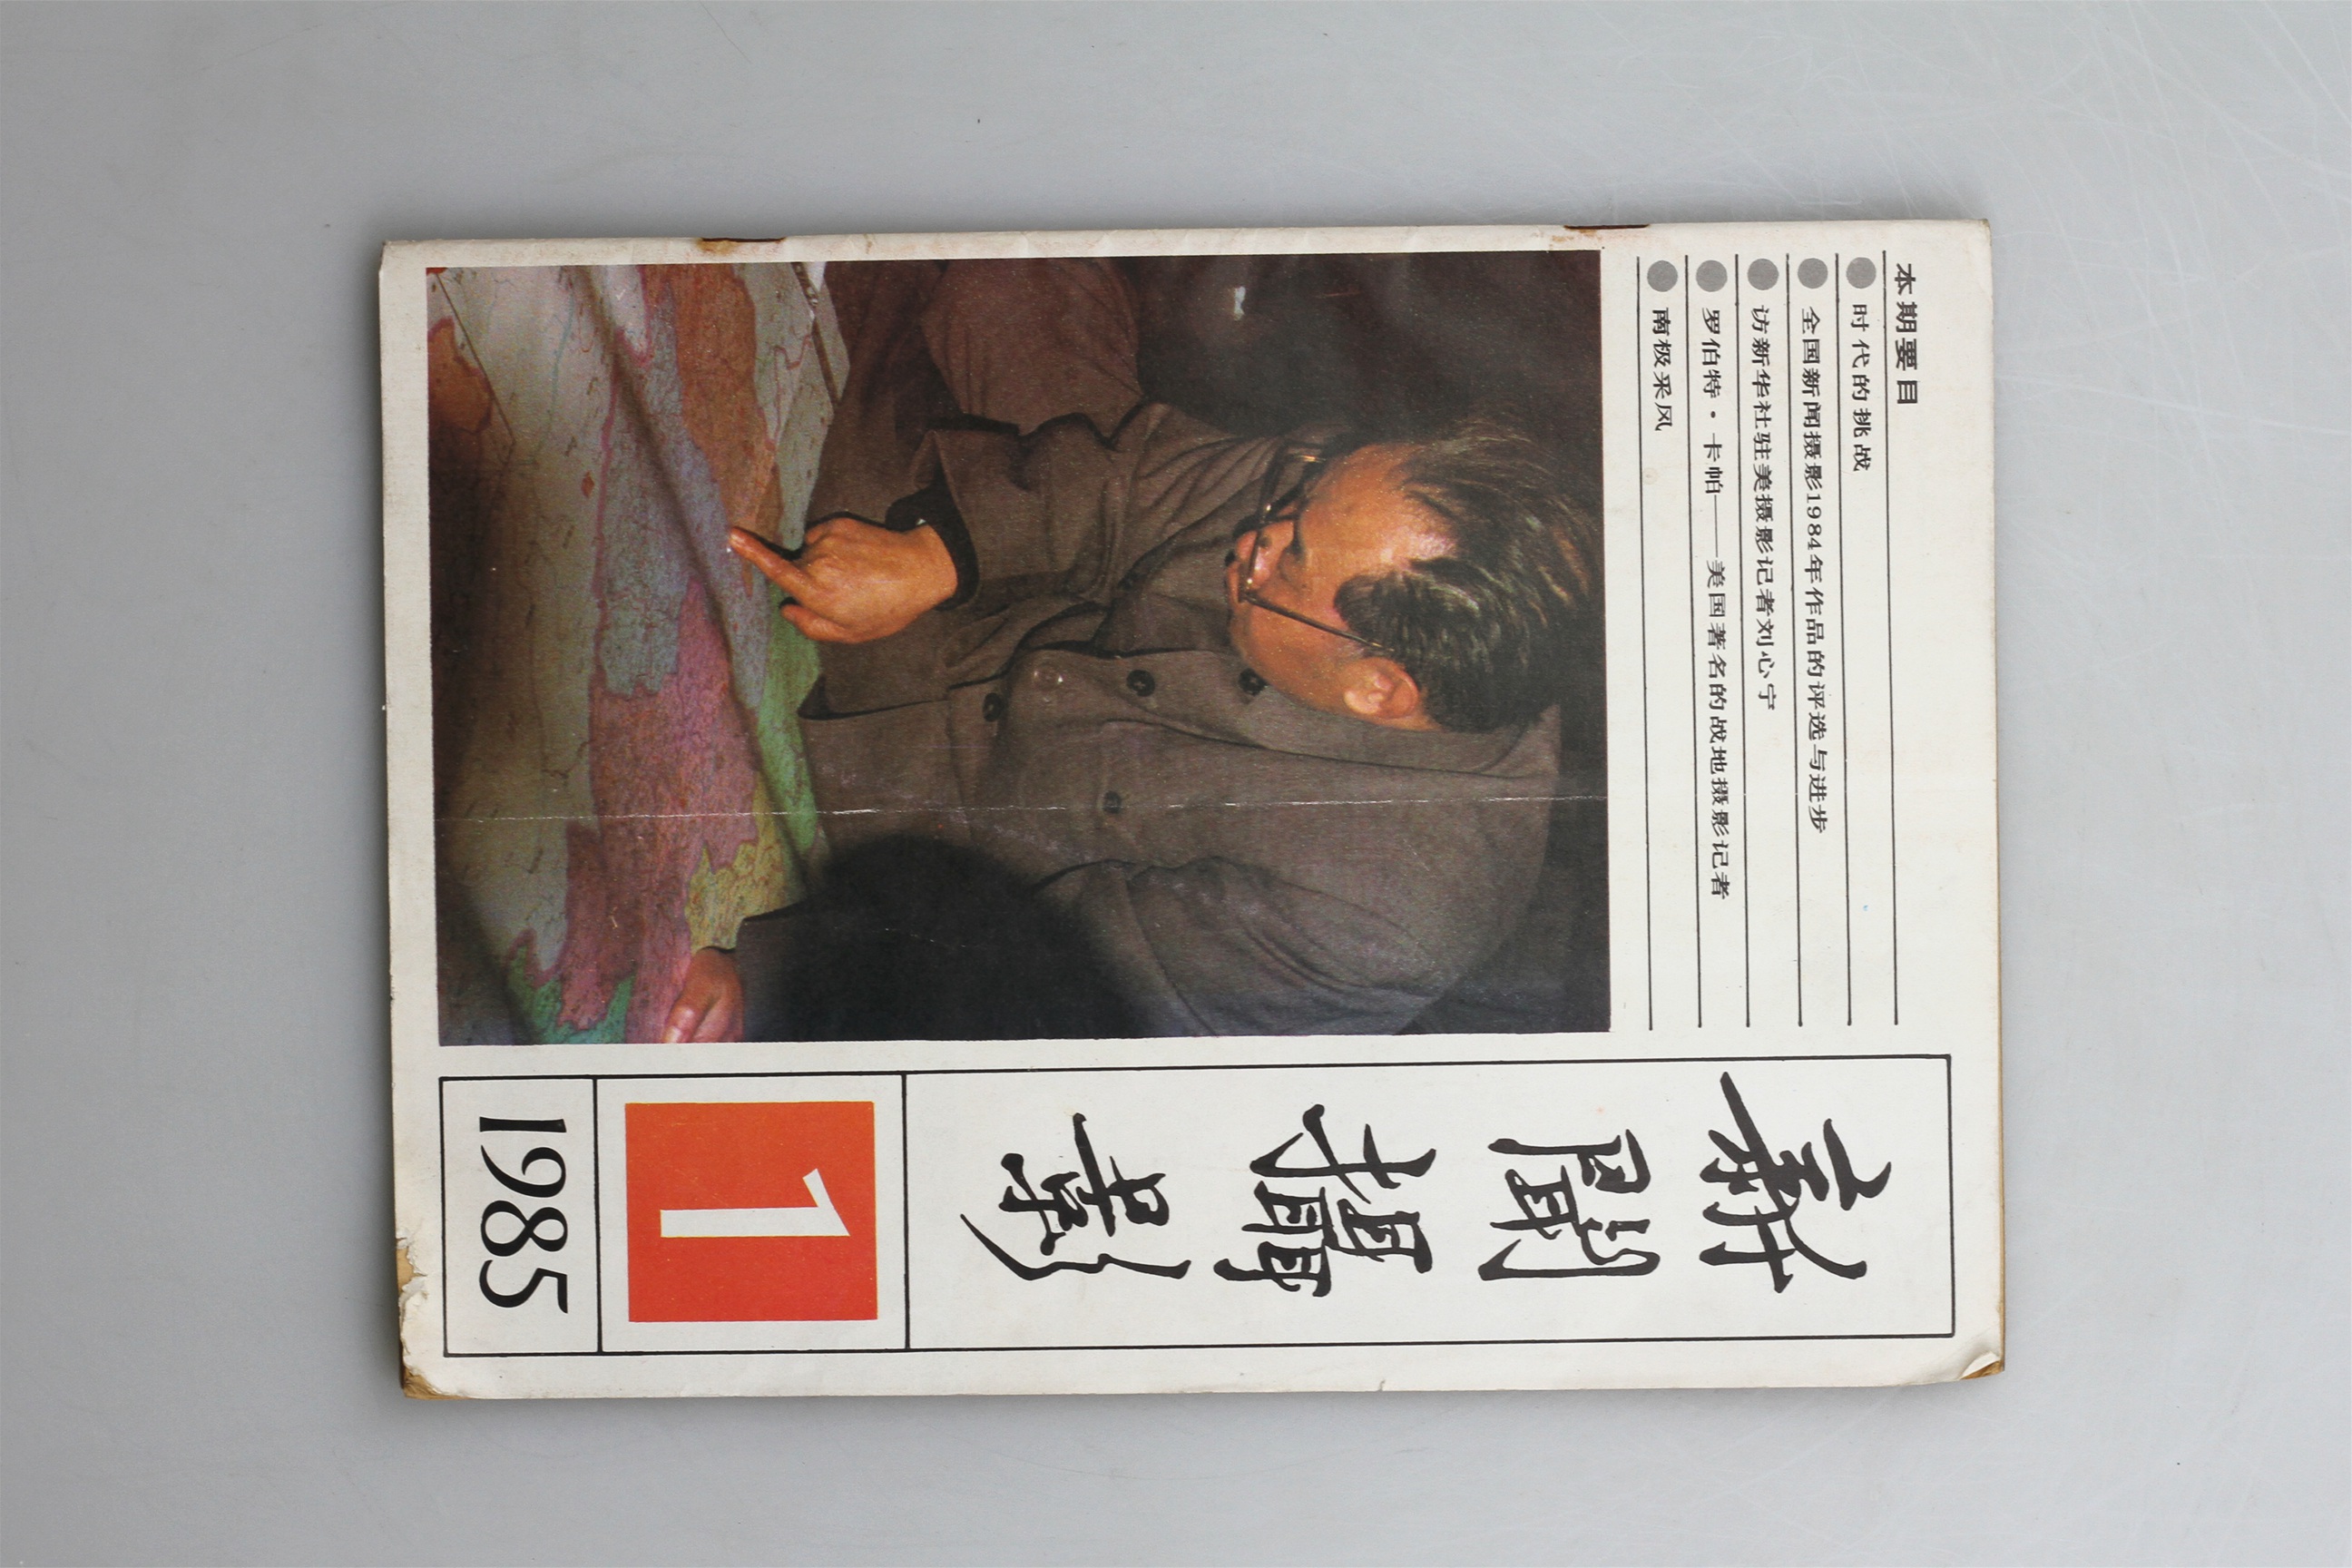 新聞攝影
1
1985
本期要目
时代的挑战
全国新闻摄影1984年作品的评选与进步
访新华社驻美摄影记者刘心宁
罗伯特·卡帕——美国著名的战地摄影记者
南极采风